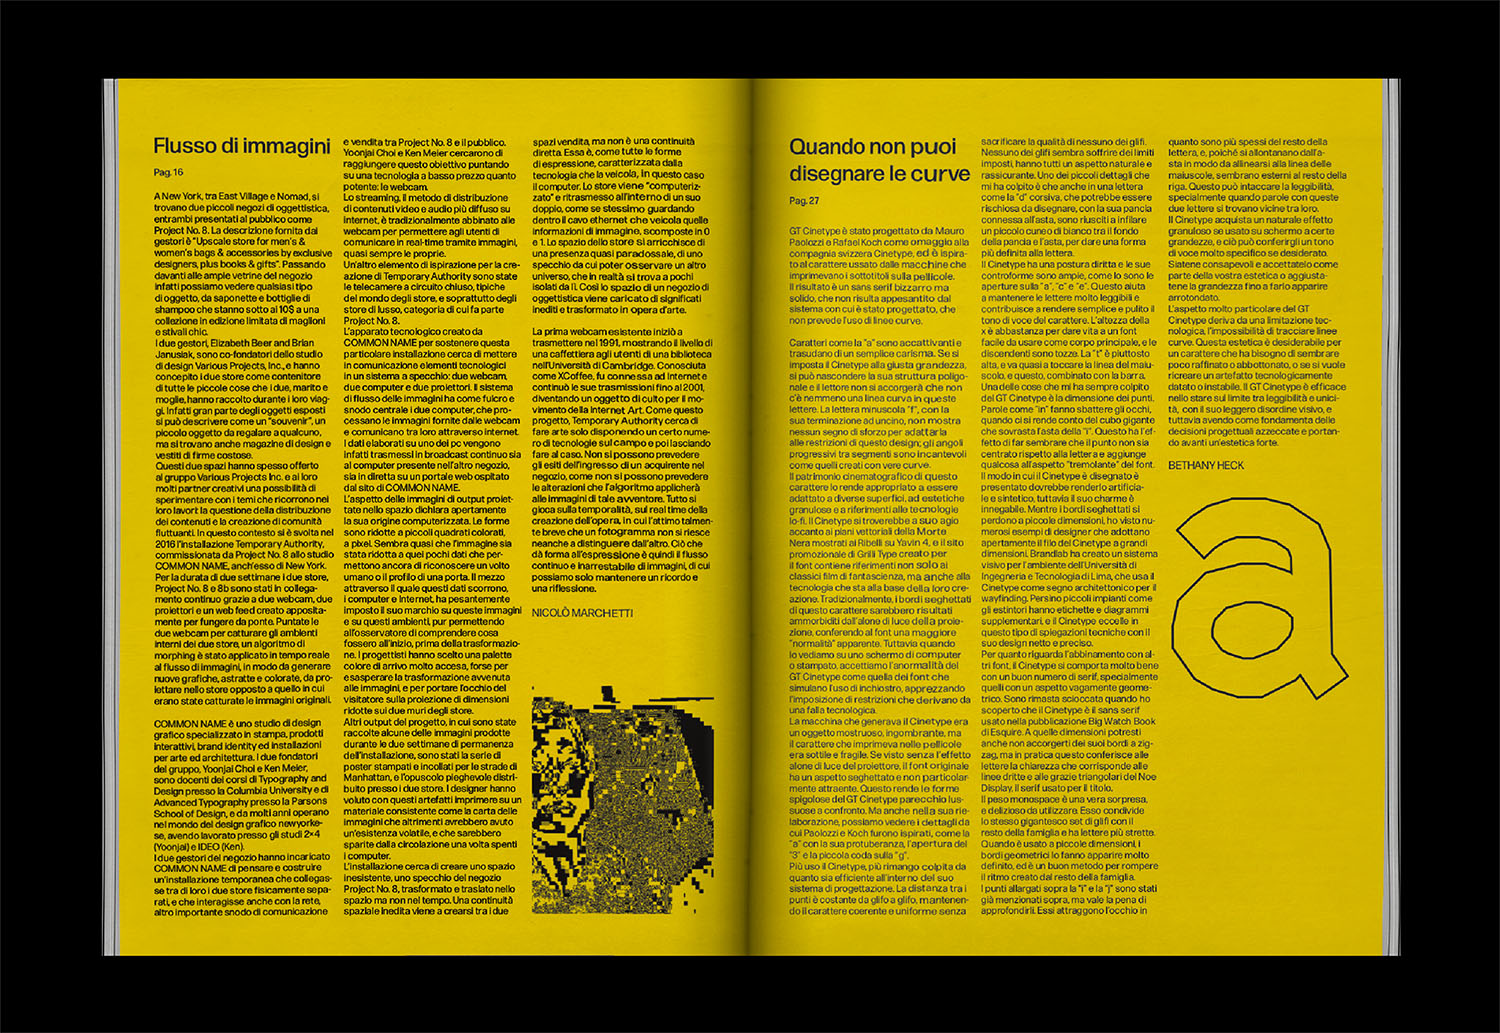 Flusso di immagini
Pag. 16
A New York, tra East Village e Nomad, si
trovano due piccoli negozi di oggettistica,
entrambi presentati al pubblico come
Project No. 8. La descrizione fornita dai
gestori è "Upscale store for men's &
women's bags & accessories by exclusive
designers, plus books & gifts". Passando
davanti alle ampie vetrine del negozio
infatti possiamo vedere qualsiasi tipo
di oggetto, da saponette e bottiglie di
shampoo che stanno sotto ai 10$ a una
collezione in edizione limitata di maglioni
e stivali chic.
I due gestori, Elizabeth Beer and Brian
Janusiak, sono co-fondatori dello studio
di design Various Projects, Inc., e hanno
concepito i due store come contenitore
di tutte le piccole cose che i due, marito e
moglie, hanno raccolto durante i loro viag-
gi. Infatti gran parte degli oggetti esposti
si può descrivere come un "souvenir", un
piccolo oggetto da regalare a qualcuno,
ma si trovano anche magazine di design e
vestiti di firme costose.
Questi due spazi hanno spesso offerto
al gruppo Various Projects Inc. e ai loro
molti partner creativi una possibilità di
sperimentare con i temi che ricorrono nei
loro lavori: la questione della distribuzione
dei contenuti e la creazione di comunità
fluttuanti. In questo contesto si è svolta nel
2016 l'installazione Temporary Authority,
commissionata da Project No. 8 allo studio
COMMON NAME, anch'esso di New York.
Per la durata di due settimane i due store,
Project No. 8 e 8b sono stati in collega-
mento continuo grazie a due webcam, due
proiettori e un web feed creato apposita-
mente per fungere da ponte. Puntate le
due webcam per catturare gli ambienti
interni dei due store, un algoritmo di
morphing è stato applicato in tempo reale
al flusso di immagini, in modo da generare
nuove grafiche, astratte e colorate, da pro-
iettare nello store opposto a quello in cui
erano state catturate le immagini originali.
COMMON NAME è uno studio di design
grafico specializzato in stampa, prodotti
interattivi, brand identity ed installazioni
per arte ed architettura. I due fondatori
del gruppo, Yoonjai Choi e Ken Meier,
sono docenti dei corsi di Typography and
Design presso la Columbia University e di
Advanced Typography presso la Parsons
School of Design, e da molti anni operano
nel mondo del design grafico newyorke-
se, avendo lavorato presso gli studi 2×4
(Yoonjai) e IDEO (Ken).
I due gestori del negozio hanno incaricato
COMMON NAME di pensare e costruire
un'installazione temporanea che collegas-
se tra di loro i due store fisicamente sepa-
rati, e che interagisse anche con la rete,
altro importante snodo di comunicazione
e vendita tra Project No. 8 e il pubblico.
Yoonjai Choi e Ken Meier cercarono di
raggiungere questo obiettivo puntando
su una tecnologia a basso prezzo quanto
potente: le webcam.
Lo streaming, il metodo di distribuzione
di contenuti video e audio più diffuso su
internet, è tradizionalmente abbinato alle
webcam per permettere agli utenti di
comunicare in real-time tramite immagini,
quasi sempre le proprie.
Un'altro elemento di ispirazione per la cre-
azione di Temporary Authority sono state
le telecamere a circuito chiuso, tipiche
del mondo degli store, e soprattutto degli
store di lusso, categoria di cui fa parte
Project No. 8.
L'apparato tecnologico creato da
COMMON NAME per sostenere questa
particolare installazione cerca di mettere
in comunicazione elementi tecnologici
in un sistema a specchio: due webcam,
due computer e due proiettori. Il sistema
di flusso delle immagini ha come fulcro e
snodo centrale i due computer, che pro-
cessano le immagini fornite dalle webcam
e comunicano tra loro attraverso internet.
I dati elaborati su uno dei pc vengono
infatti trasmessi in broadcast continuo sia
al computer presente nell'altro negozio,
sia in diretta su un portale web ospitato
dal sito di COMMON NAME.
L'aspetto delle immagini di output proiet-
tate nello spazio dichiara apertamente
la sua origine computerizzata. Le forme
sono ridotte a piccoli quadrati colorati,
a pixel. Sembra quasi che l'immagine sia
stata ridotta a quei pochi dati che per-
mettono ancora di riconoscere un volto
umano o il profilo di una porta. Il mezzo
attraverso il quale questi dati scorrono,
i computer e Internet, ha pesantemente
imposto il suo marchio su queste immagini
e su questi ambienti, pur permettendo
all'osservatore di comprendere cosa
fossero all'inizio, prima della trasformazio-
ne. I progettisti hanno scelto una palette
colore di arrivo molto accesa, forse per
esasperare la trasformazione avvenuta
alle immagini, e per portare l'occhio del
visitatore sulla proiezione di dimensioni
ridotte sui due muri degli store.
Altri output del progetto, in cui sono state
raccolte alcune delle immagini prodotte
durante le due settimane di permanenza
dell'installazione, sono stati la serie di
poster stampati e incollati per le strade di
Manhattan, e l'opuscolo pieghevole distri-
buito presso i due store. I designer hanno
voluto con questi artefatti imprimere su un
materiale consistente come la carta delle
immagini che altrimenti avrebbero avuto
un'esistenza volatile, e che sarebbero
sparite dalla circolazione una volta spenti
i computer.
L'installazione cerca di creare uno spazio
inesistente, uno specchio del negozio
Project No. 8, trasformato e traslato nello
spazio ma non nel tempo. Una continuità
spaziale inedita viene a crearsi tra i due
spazi vendita, ma non è una continuità
diretta. Essa è, come tutte le forme
di espressione, caratterizzata dalla
tecnologia che la veicola, in questo caso
il computer. Lo store viene "computeriz-
zato" e ritrasmesso all'interno di un suo
doppio, come se stessimo guardando
dentro il cavo ethernet che veicola quelle
informazioni di immagine, scomposte in 0
e 1. Lo spazio dello store si arricchisce di
una presenza quasi paradossale, di uno
specchio da cui poter osservare un altro
universo, che in realtà si trova a pochi
isolati da lì. Così lo spazio di un negozio di
oggettistica viene caricato di significati
inediti e trasformato in opera d'arte.
La prima webcam esistente iniziò a
trasmettere nel 1991, mostrando il livello di
una caffettiera agli utenti di una biblioteca
nell'Università di Cambridge. Conosciuta
come XCoffee, fu connessa ad Internet e
continuò le sue trasmissioni fino al 2001,
diventando un oggetto di culto per il mo-
vimento della Internet Art. Come questo
progetto, Temporary Authority cerca di
fare arte solo disponendo un certo nume-
ro di tecnologie sul campo e poi lasciando
fare al caso. Non si possono prevedere
gli esiti dell'ingresso di un acquirente nel
negozio, come non si possono prevedere
le alterazioni che l'algoritmo applicherà
alle immagini di tale avventore. Tutto si
gioca sulla temporalità, sul real time della
creazione dell'opera, in cui l'attimo talmen-
te breve che un fotogramma non si riesce
neanche a distinguere dall'altro. Ciò che
dà forma all'espressione è quindi il flusso
continuo e inarrestabile di immagini, di cui
possiamo solo mantenere un ricordo e
una riflessione.
NICOLÒ MARCHETTI
Quando non puoi
disegnare le curve
Pag. 27
GT Cinetype è stato progettato da Mauro
Paolozzi e Rafael Koch come omaggio alla
compagnia svizzera Cinetype, ed è ispira-
to al carattere usato dalle macchine che
imprimevano i sottotitoli sulla pellicole.
Il risultato è un sans serif bizzarro ma
solido, che non risulta appesantito dal
sistema con cui è stato progettato, che
non prevede l'uso di linee curve.
Caratteri come la "a" sono accattivanti e
trasudano di un semplice carisma. Se si
imposta il Cinetype alla giusta grandezza,
si può nascondere la sua struttura poligo-
nale e il lettore non si accorgerà che non
c'è nemmeno una linea curva in queste
lettere. La lettera minuscola "f", con la
sua terminazione ad uncino, non mostra
nessun segno di sforzo per adattarla
alle restrizioni di questo design; gli angoli
progressivi tra segmenti sono incantevoli
come quelli creati con vere curve.
Il patrimonio cinematografico di questo
carattere lo rende appropriato a essere
adattato a diverse superfici, ad estetiche
granulose e a riferimenti alle tecnologie
lo-fi. Il Cinetype si troverebbe a suo agio
accanto ai piani vettoriali della Morte
Nera mostrati ai Ribelli su Yavin 4, e il sito
promozionale di Grilli Type creato per
il font contiene riferimenti non solo ai
classici film di fantascienza, ma anche alla
tecnologia che sta alla base della loro cre-
azione. Tradizionalmente, i bordi seghettati
di questo carattere sarebbero risultati
ammorbiditi dall'alone di luce della proie-
zione, conferendo al font una maggiore
"normalità" apparente. Tuttavia quando
lo vediamo su uno schermo di computer
o stampato, accettiamo l'anormalità del
GT Cinetype come quella dei font che
simulano l'uso di inchiostro, apprezzando
l'imposizione di restrizioni che derivano da
una falla tecnologica.
La macchina che generava il Cinetype era
un oggetto mostruoso, ingombrante, ma
il carattere che imprimeva nelle pellicole
era sottile e fragile. Se visto senza l'effetto
alone di luce del proiettore, il font originale
ha un aspetto seghettato e non particolar-
mente attraente. Questo rende le forme
spigolose del GT Cinetype parecchio lus-
suose a confronto. Ma anche nella sua rie-
laborazione, possiamo vedere i dettagli da
cui Paolozzi e Koch furono ispirati, come la
"a" con la sua protuberanza, l'apertura del
"3" e la piccola coda sulla "g".
Più uso il Cinetype, più rimango colpita da
quanto sia efficiente all'interno del suo
sistema di progettazione. La distanza tra i
punti è costante da glifo a glifo, mantenen-
do il carattere coerente e uniforme senza
sacrificare la qualità di nessuno dei glifi.
Nessuno dei glifi sembra soffrire dei limiti
imposti, hanno tutti un aspetto naturale e
rassicurante. Uno dei piccoli dettagli che
mi ha colpito è che anche in una lettera
come la "d" corsiva, che potrebbe essere
rischiosa da disegnare, con la sua pancia
connessa all'asta, sono riusciti a infilare
un piccolo cuneo di bianco tra il fondo
della pancia e l'asta, per dare una forma
più definita alla lettera.
Il Cinetype ha una postura diritta e le sue
controforme sono ampie, come lo sono le
aperture sulla "a", "c" e "e". Questo aiuta
a mantenere le lettere molto leggibili e
contribuisce a rendere semplice e pulito il
tono di voce del carattere. L'altezza della
x è abbastanza per dare vita a un font
facile da usare come corpo principale, e le
discendenti sono tozze. La "t" è piuttosto
alta, e va quasi a toccare la linea del maiu-
scolo, e questo, combinato con la barra.
Una delle cose che mi ha sempre colpito
del GT Cinetype è la dimensione dei punti.
Parole come "in" fanno sbattere gli occhi,
quando ci si rende conto del cubo gigante
che sovrasta l'asta della "i". Questo ha l'ef-
fetto di far sembrare che il punto non sia
centrato rispetto alla lettera e aggiunge
qualcosa all'aspetto "tremolante" del font.
Il modo in cui il Cinetype è disegnato è
presentato dovrebbe renderlo artificia-
le e sintetico, tuttavia il suo charme è
innegabile. Mentre i bordi seghettati si
perdono a piccole dimensioni, ho visto nu-
merosi esempi di designer che adottano
apertamente il filo del Cinetype a grandi
dimensioni. Brandlab ha creato un sistema
visivo per l'ambiente dell'Università di
Ingegneria e Tecnologia di Lima, che usa il
Cinetype come segno architettonico per il
wayfinding. Persino piccoli impianti come
gli estintori hanno etichette e diagrammi
supplementari, e il Cinetype eccelle in
questo tipo di spiegazioni tecniche con il
suo design netto e preciso.
Per quanto riguarda l'abbinamento con al-
tri font, il Cinetype si comporta molto bene
con un buon numero di serif, specialmente
quelli con un aspetto vagamente geome-
trico. Sono rimasta scioccata quando ho
scoperto che il Cinetype è il sans serif
usato nella pubblicazione Big Watch Book
di Esquire. A quelle dimensioni potresti
anche non accorgerti dei suoi bordi a zig-
zag, ma in pratica questo conferisce alle
lettere la chiarezza che corrisponde alle
linee dritte e alle grazie triangolari del Noe
Display, il serif usato per il titolo.
Il peso monospace è una vera sorpresa,
e delizioso da utilizzare. Esso condivide
lo stesso gigantesco set di glifi con il
resto della famiglia e ha lettere più strette.
Quando è usato a piccole dimensioni, i
bordi geometrici lo fanno apparire molto
definito, ed è un buon metodo per rompere
il ritmo creato dal resto della famiglia.
I punti allargati sopra la "i" e la "j" sono stati
già menzionati sopra, ma vale la pena di
approfondirli. Essi attraggono l'occhio in
quanto sono più spessi del resto della
lettera, e, poiché si allontanano dall'a-
sta in modo da allinearsi alla linea delle
maiuscole, sembrano esterni al resto della
riga. Questo può intaccare la leggibilità,
specialmente quando parole con queste
due lettere si trovano vicine tra loro.
Il Cinetype acquista un naturale effetto
granuloso se usato su schermo a certe
grandezze, e ciò può conferirgli un tono
di voce molto specifico se desiderato.
Siatene consapevoli e accettatelo come
parte della vostra estetica o aggiusta-
tene la grandezza fino a farlo apparire
arrotondato.
L'aspetto molto particolare del GT
Cinetype deriva da una limitazione tec-
nologica, l'impossibilità di tracciare linee
curve. Questa estetica è desiderabile per
un carattere che ha bisogno di sembrare
poco raffinato o abbottonato, o se si vuole
ricreare un artefatto tecnologicamente
datato o instabile. Il GT Cinetype è efficace
nello stare sul limite tra leggibilità e unici-
tà, con il suo leggero disordine visivo, e
tuttavia avendo come fondamenta delle
decisioni progettuali azzeccate e portan-
do avanti un'estetica forte.
BETHANY HECK
a